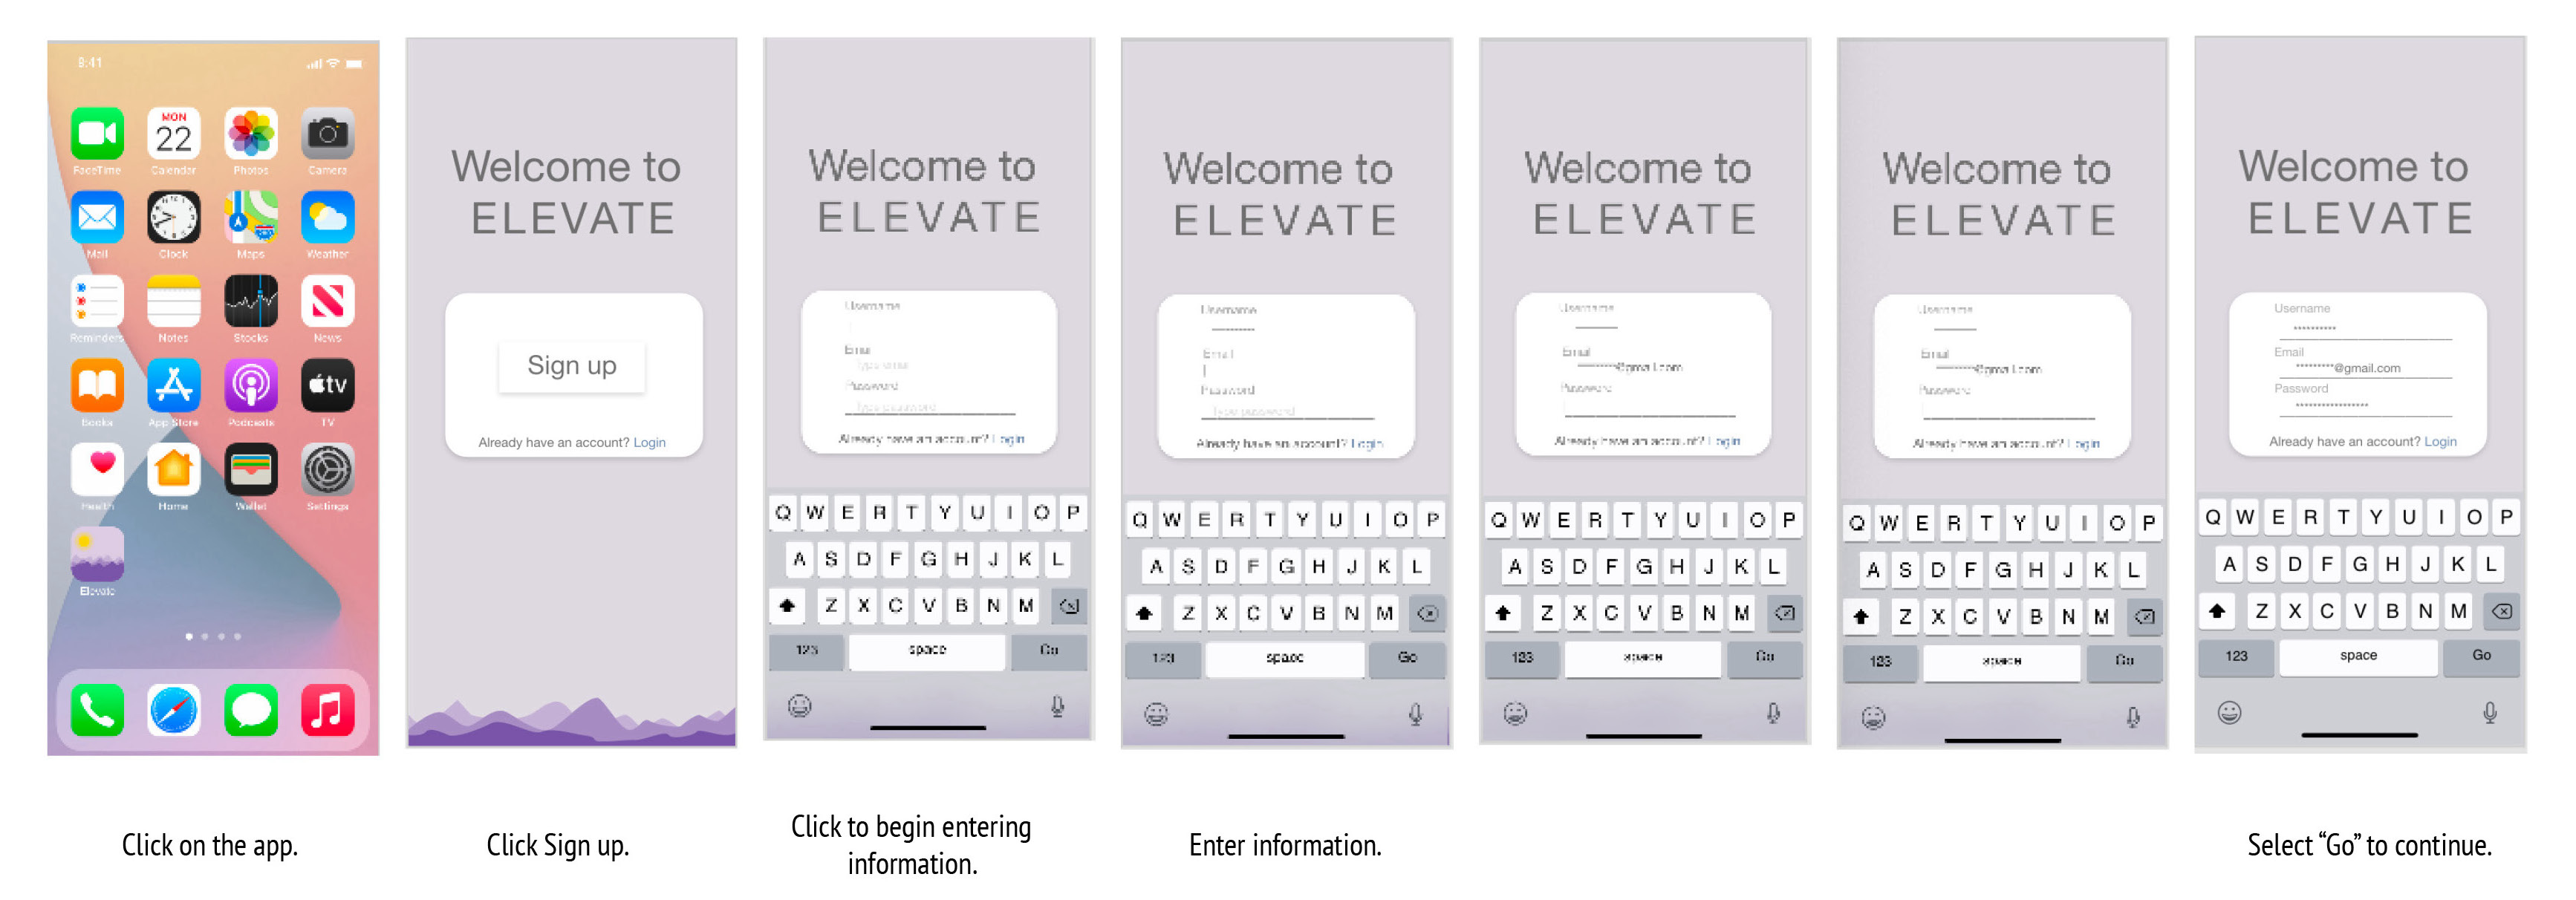 9:41
MON
22
FaceTime
Calendar
Photos
Camera
Mail
Clock
Maps
Weather
Reminders
Notes
Stocks
News
tv
Books
App Store
Podcasts
TV
Health
Home
Wallet
Settings
Elevate
Click on the app.
Welcome to
ELEVATE
Sign up
Already have an account? Login
Click Sign up.
Welcome to
ELEVATE
Username
Email
Type email
Password
Type password
Already have an account? Login
Q W E R T Y U I O P
A S D F G H J K L
Z X C V B N M
123 space Go
Click to begin entering
information.
Welcome to
ELEVATE
Username
Email
Password
Type password
Already have an account? Login
Q W E R T Y U I O P
A S D F G H J K L
Z X C V B N M
123 space Go
Enter information.
Welcome to
ELEVATE
Username
Email
@gmail.com
Password
Already have an account? Login
Q W E R T Y U I O P
A S D F G H J K L
Z X C V B N M
123 space Go
Welcome to
ELEVATE
Username
Email
@gmail.com
Password
Already have an account? Login
Q W E R T Y U I O P
A S D F G H J K L
Z X C V B N M
123 space Go
Welcome to
ELEVATE
Username
**********
Email
*********@gmail.com
Password
*****************
Already have an account? Login
Q W E R T Y U I O P
A S D F G H J K L
Z X C V B N M
123 space Go
Select “Go” to continue.